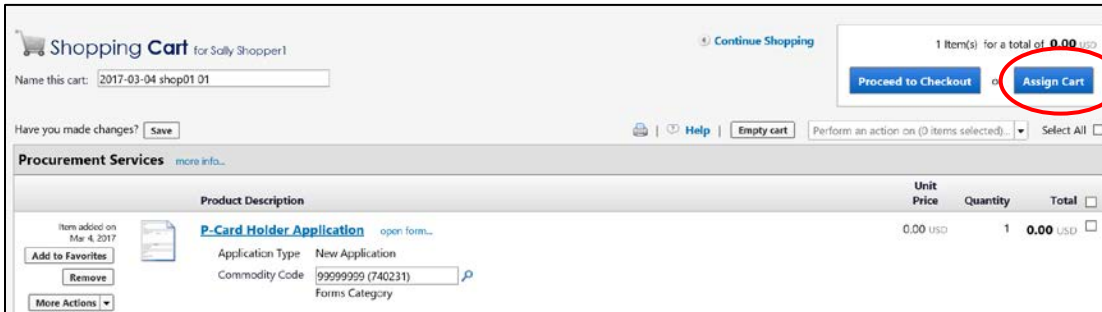 Shopping Cart for Sally Shopper1
Continue Shopping
1 Item(s) for a total of 0.00 USD
Name this cart: 2017-03-04 shop01 01
Proceed to Checkout o Assign Cart
Have you made changes? Save
Help | Empty cart Perform an action on (0 items selected)... Select All
Procurement Services more info...
Product Description Unit Price Quantity Total
Item added on
Mar 4, 2017
P-Card Holder Application open form... 0.00 USD 1 0.00 USD
Add to Favorites
Application Type New Application
Remove
Commodity Code 99999999 (740231)
Forms Category
More Actions